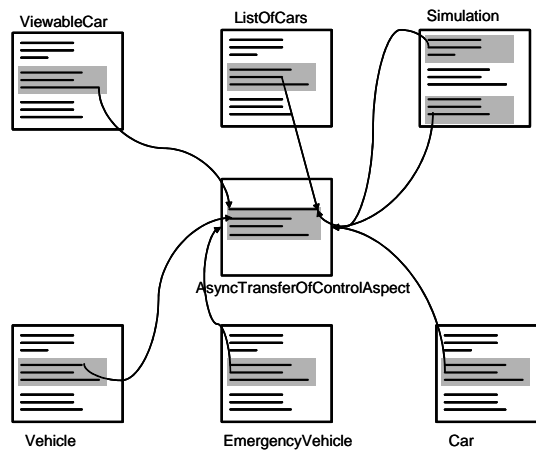 ViewableCar
ListOfCars
Simulation
AsyncTransferOfControlAspect
Vehicle
EmergencyVehicle
Car